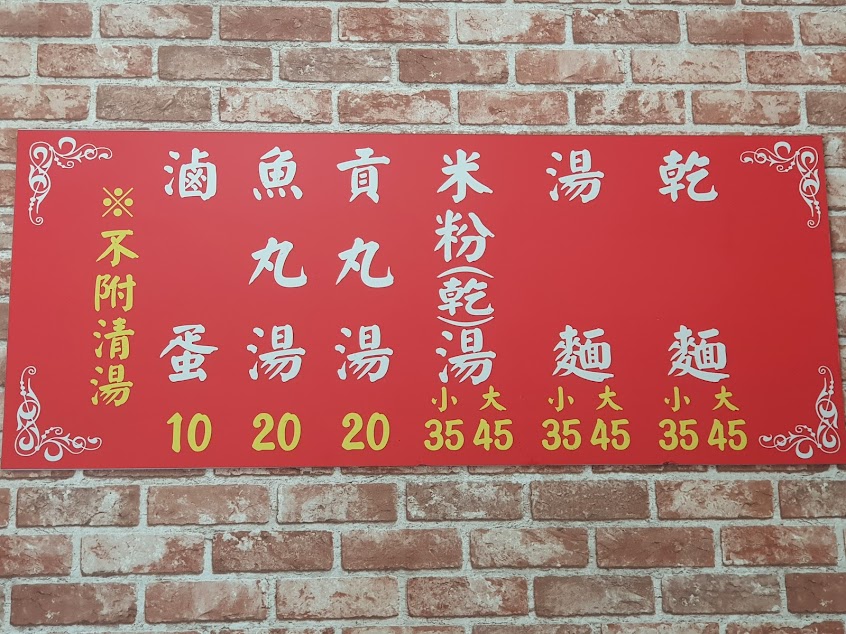 乾麵
小35 大45
湯麵
小35 大45
米粉(乾)湯
小35 大45
貢丸湯
20
魚丸湯
20
滷蛋
10
※不附清湯